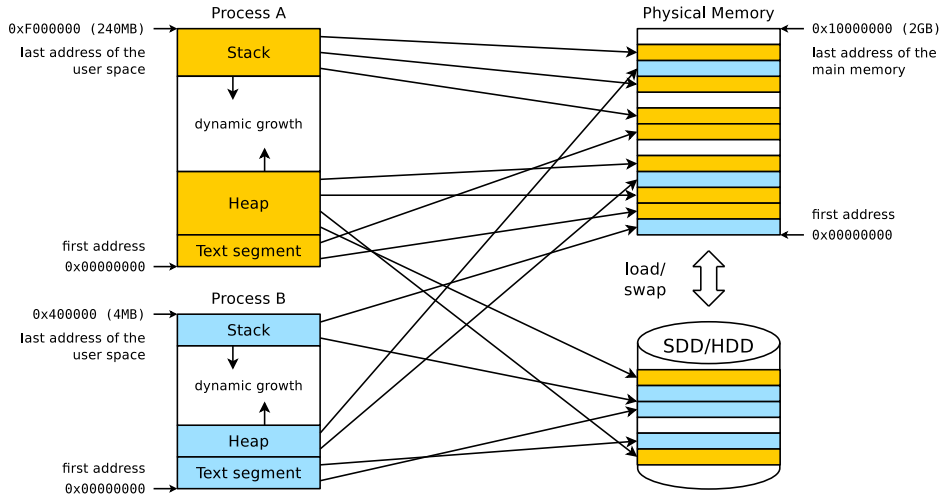 Process A
Physical Memory
0xF000000 (240MB)
last address of the
user space
Stack
dynamic growth
Heap
Text segment
first address
0x00000000
0x10000000 (2GB)
last address of
the main
memory
first address
0x00000000
load/
swap
Process B
0x400000 (4MB)
last address of the
user space
Stack
dynamic growth
Heap
Text segment
first address
0x00000000
SDD/HDD